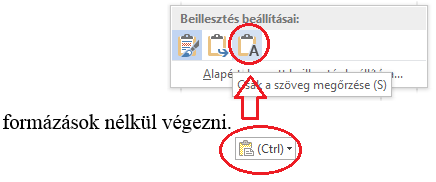 Beillesztés beállításai:
A
Csak a szöveg megőrzése (S)
formázások nélkül végezni.
(Ctrl)